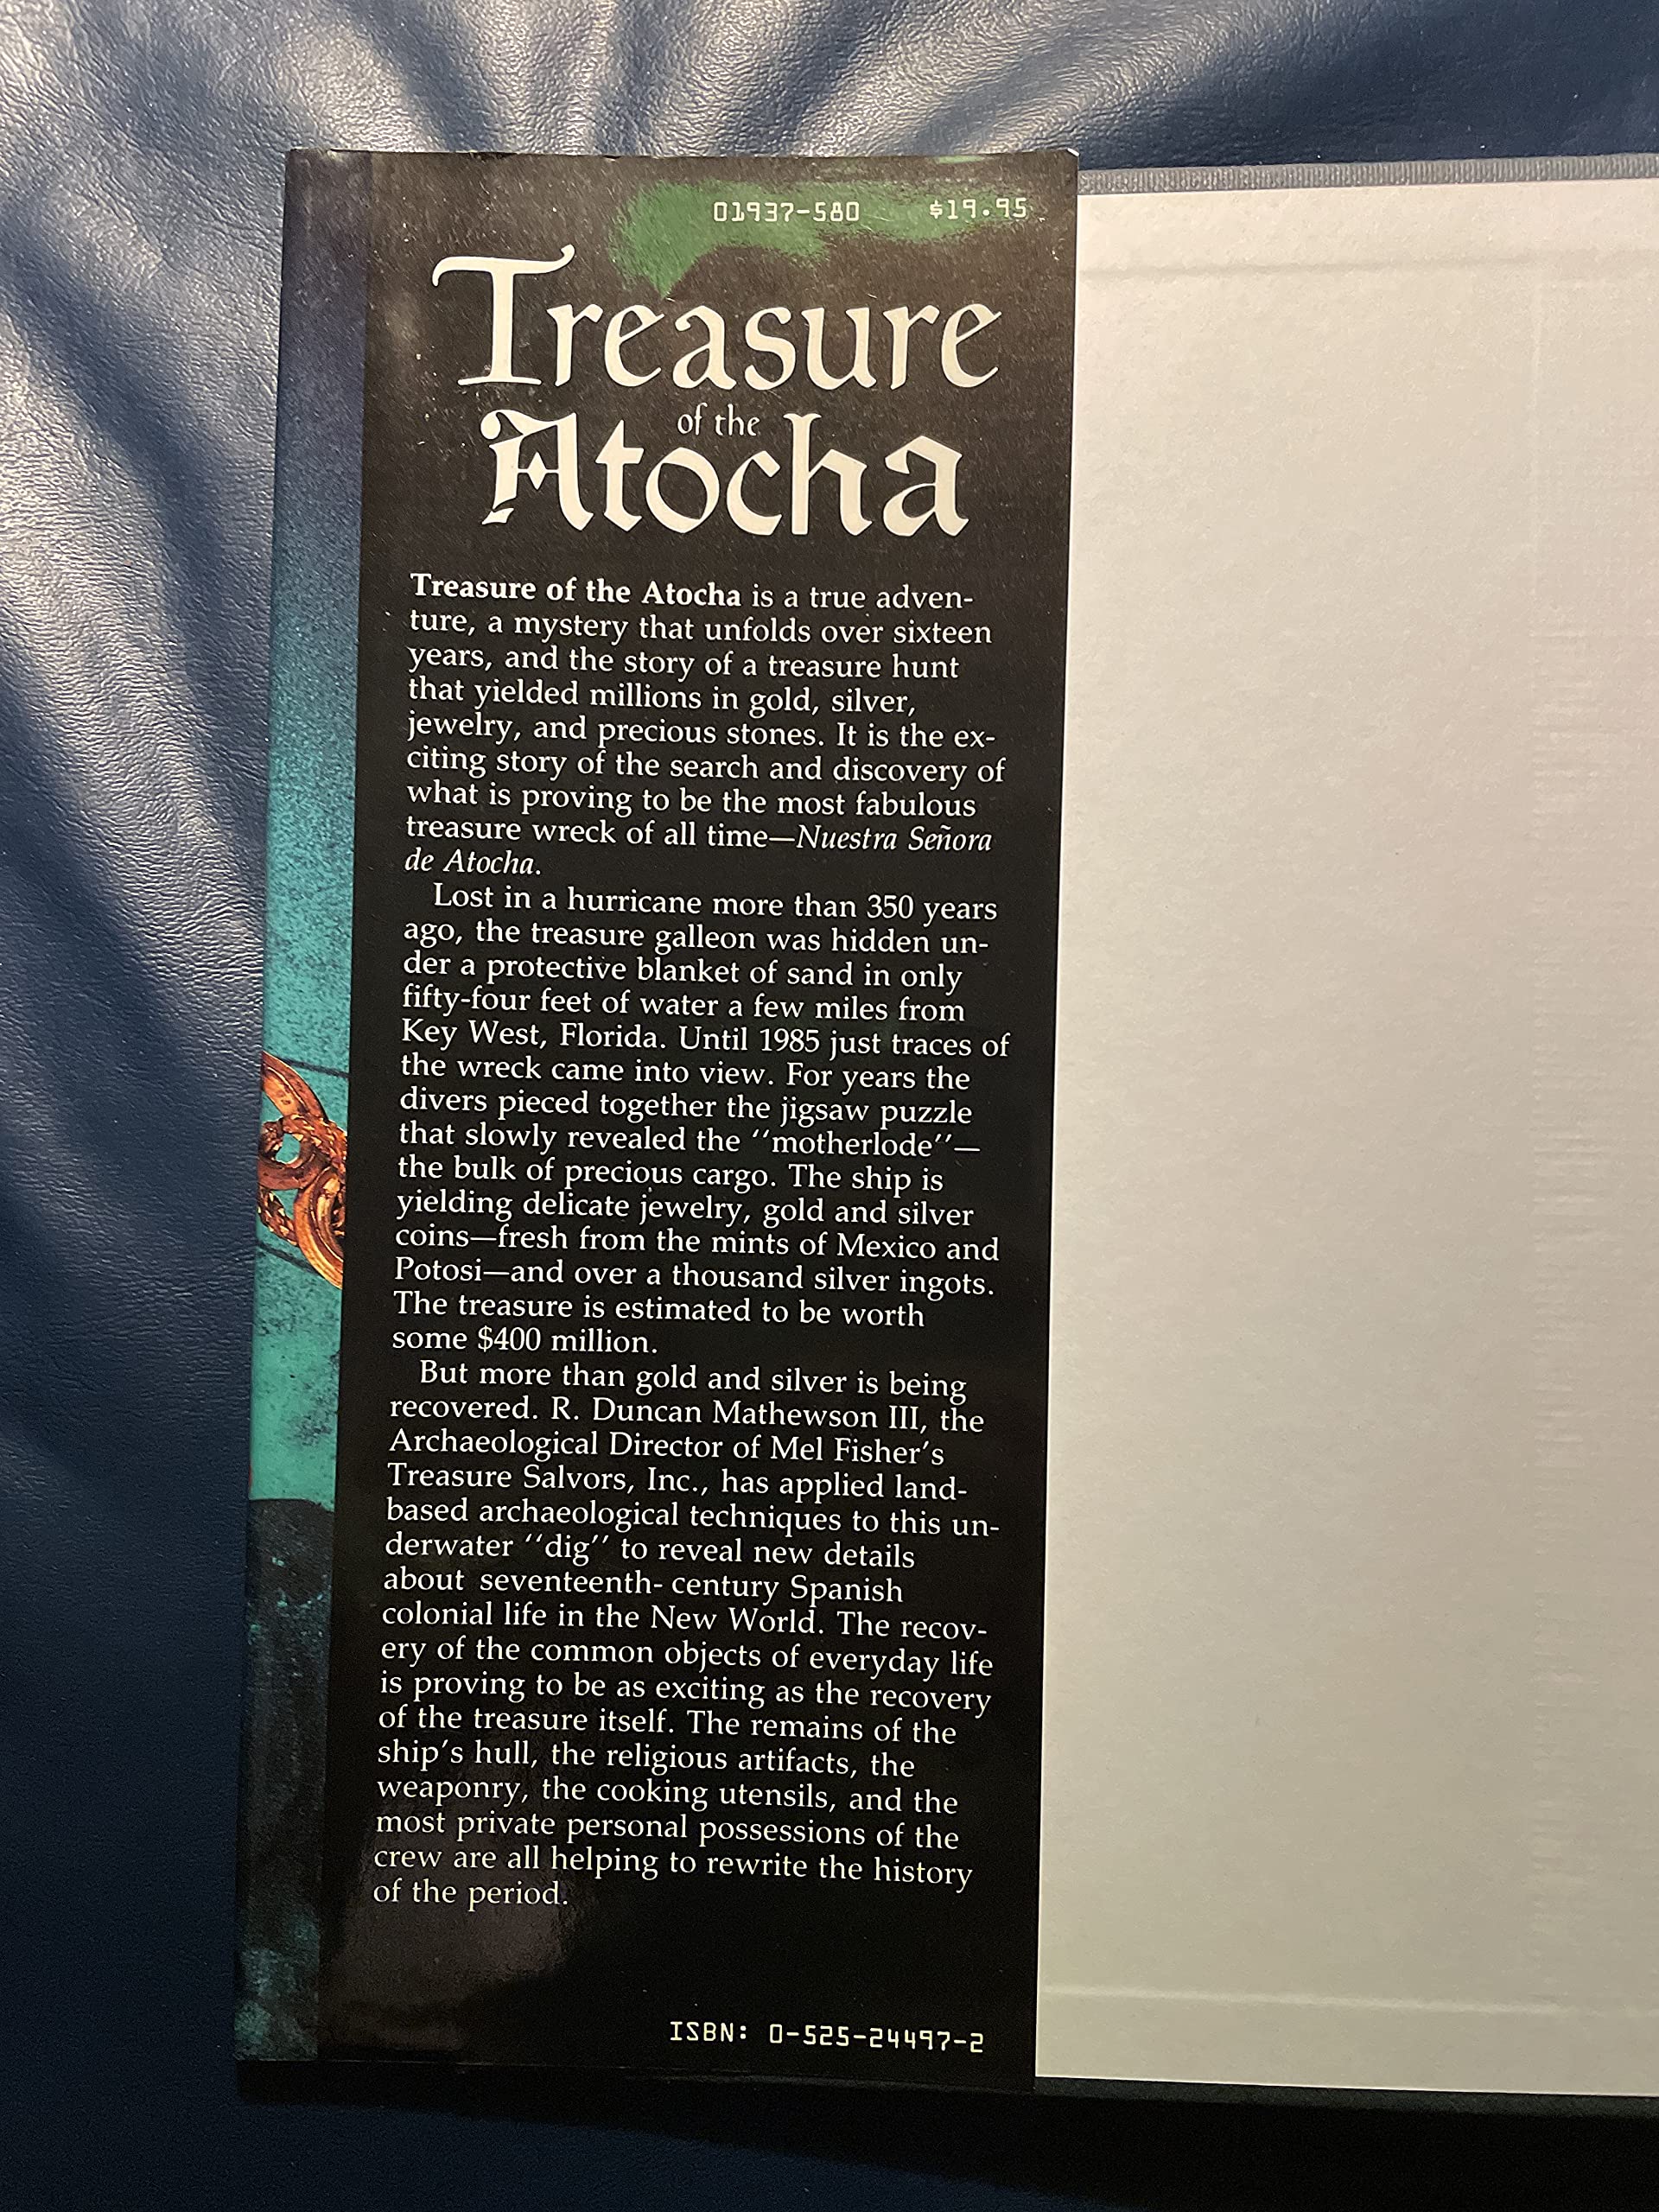 01937-580 $19.95
Treasure
of the
Atocha
Treasure of the Atocha is a true adven-
ture, a mystery that unfolds over sixteen
years, and the story of a treasure hunt
that yielded millions in gold, silver,
jewelry, and precious stones. It is the ex-
citing story of the search and discovery of
what is proving to be the most fabulous
treasure wreck of all time—Nuestra Señora
de Atocha.
Lost in a hurricane more than 350 years
ago, the treasure galleon was hidden un-
der a protective blanket of sand in only
fifty-four feet of water a few miles from
Key West, Florida. Until 1985 just traces of
the wreck came into view. For years the
divers pieced together the jigsaw puzzle
that slowly revealed the ‘‘motherlode’’—
the bulk of precious cargo. The ship is
yielding delicate jewelry, gold and silver
coins—fresh from the mints of Mexico and
Potosi—and over a thousand silver ingots.
The treasure is estimated to be worth
some $400 million.
But more than gold and silver is being
recovered. R. Duncan Mathewson III, the
Archaeological Director of Mel Fisher's
Treasure Salvors, Inc., has applied land-
based archaeological techniques to this un-
derwater ‘‘dig’’ to reveal new details
about seventeenth- century Spanish
colonial life in the New World. The recov-
ery of the common objects of everyday life
is proving to be as exciting as the recovery
of the treasure itself. The remains of the
ship's hull, the religious artifacts, the
weaponry, the cooking utensils, and the
most private personal possessions of the
crew are all helping to rewrite the history
of the period.
ISBN: 0-525-24497-2